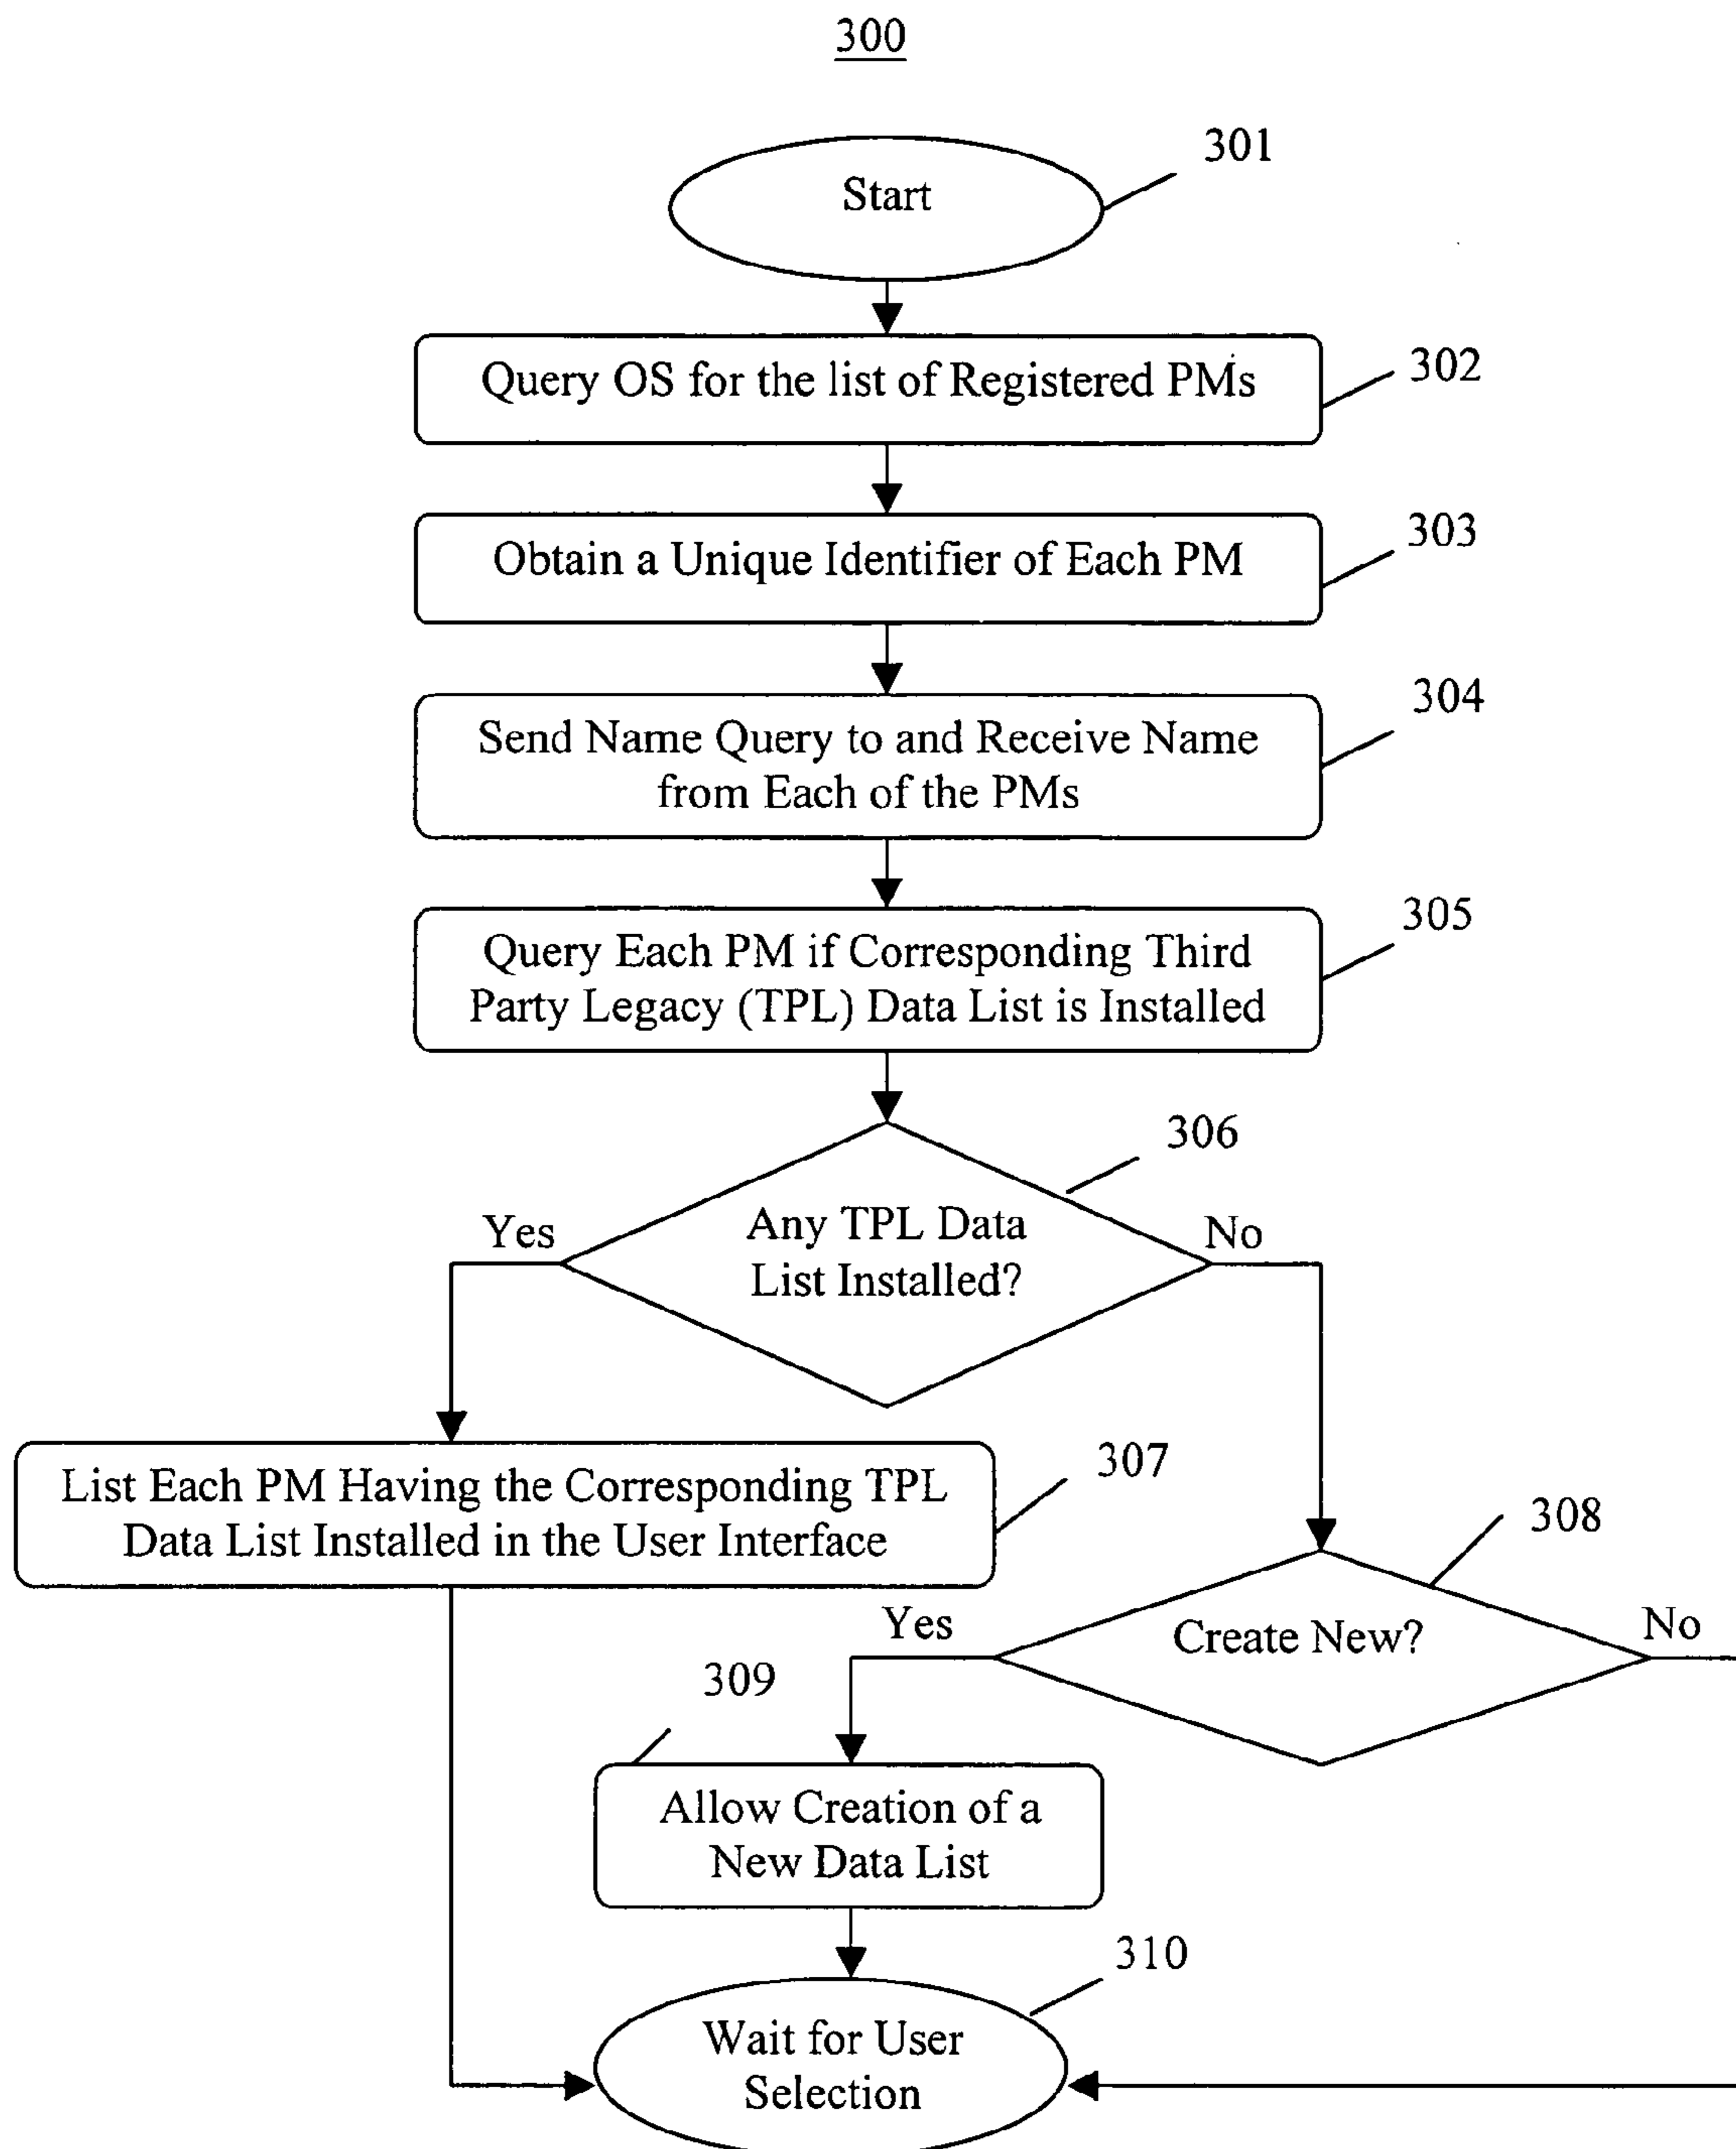 300
Start
301
Query OS for the list of Registered PMs
302
Obtain a Unique Identifier of Each PM
303
Send Name Query to and Receive Name
from Each of the PMs
304
Query Each PM if Corresponding Third
Party Legacy (TPL) Data List is Installed
305
306
Yes
Any TPL Data
List Installed?
No
List Each PM Having the Corresponding TPL
Data List Installed in the User Interface
307
308
Yes
Create New?
No
309
Allow Creation of a
New Data List
310
Wait for User
Selection